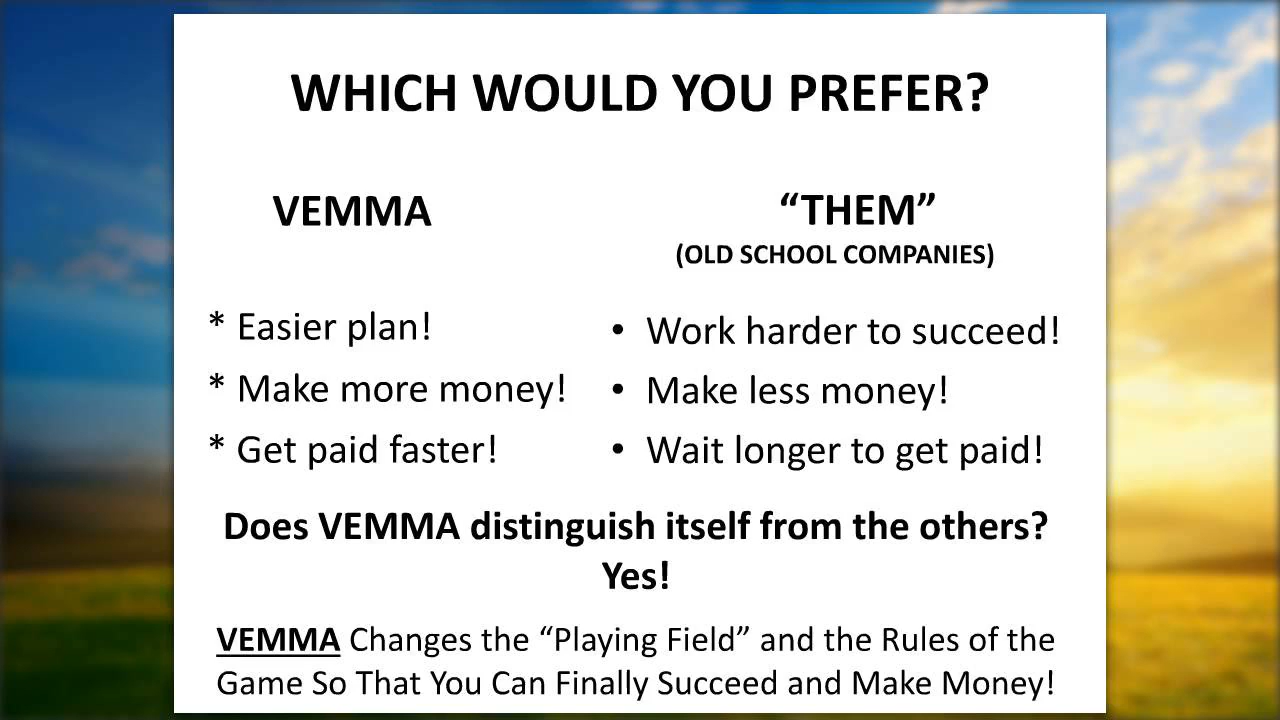 WHICH WOULD YOU PREFER?
VEMMA
“THEM”
(OLD SCHOOL COMPANIES)
* Easier plan!
* Make more money!
* Get paid faster!
• Work harder to succeed!
• Make less money!
• Wait longer to get paid!
Does VEMMA distinguish itself from the others?
Yes!
VEMMA Changes the “Playing Field” and the Rules of the
Game So That You Can Finally Succeed and Make Money!